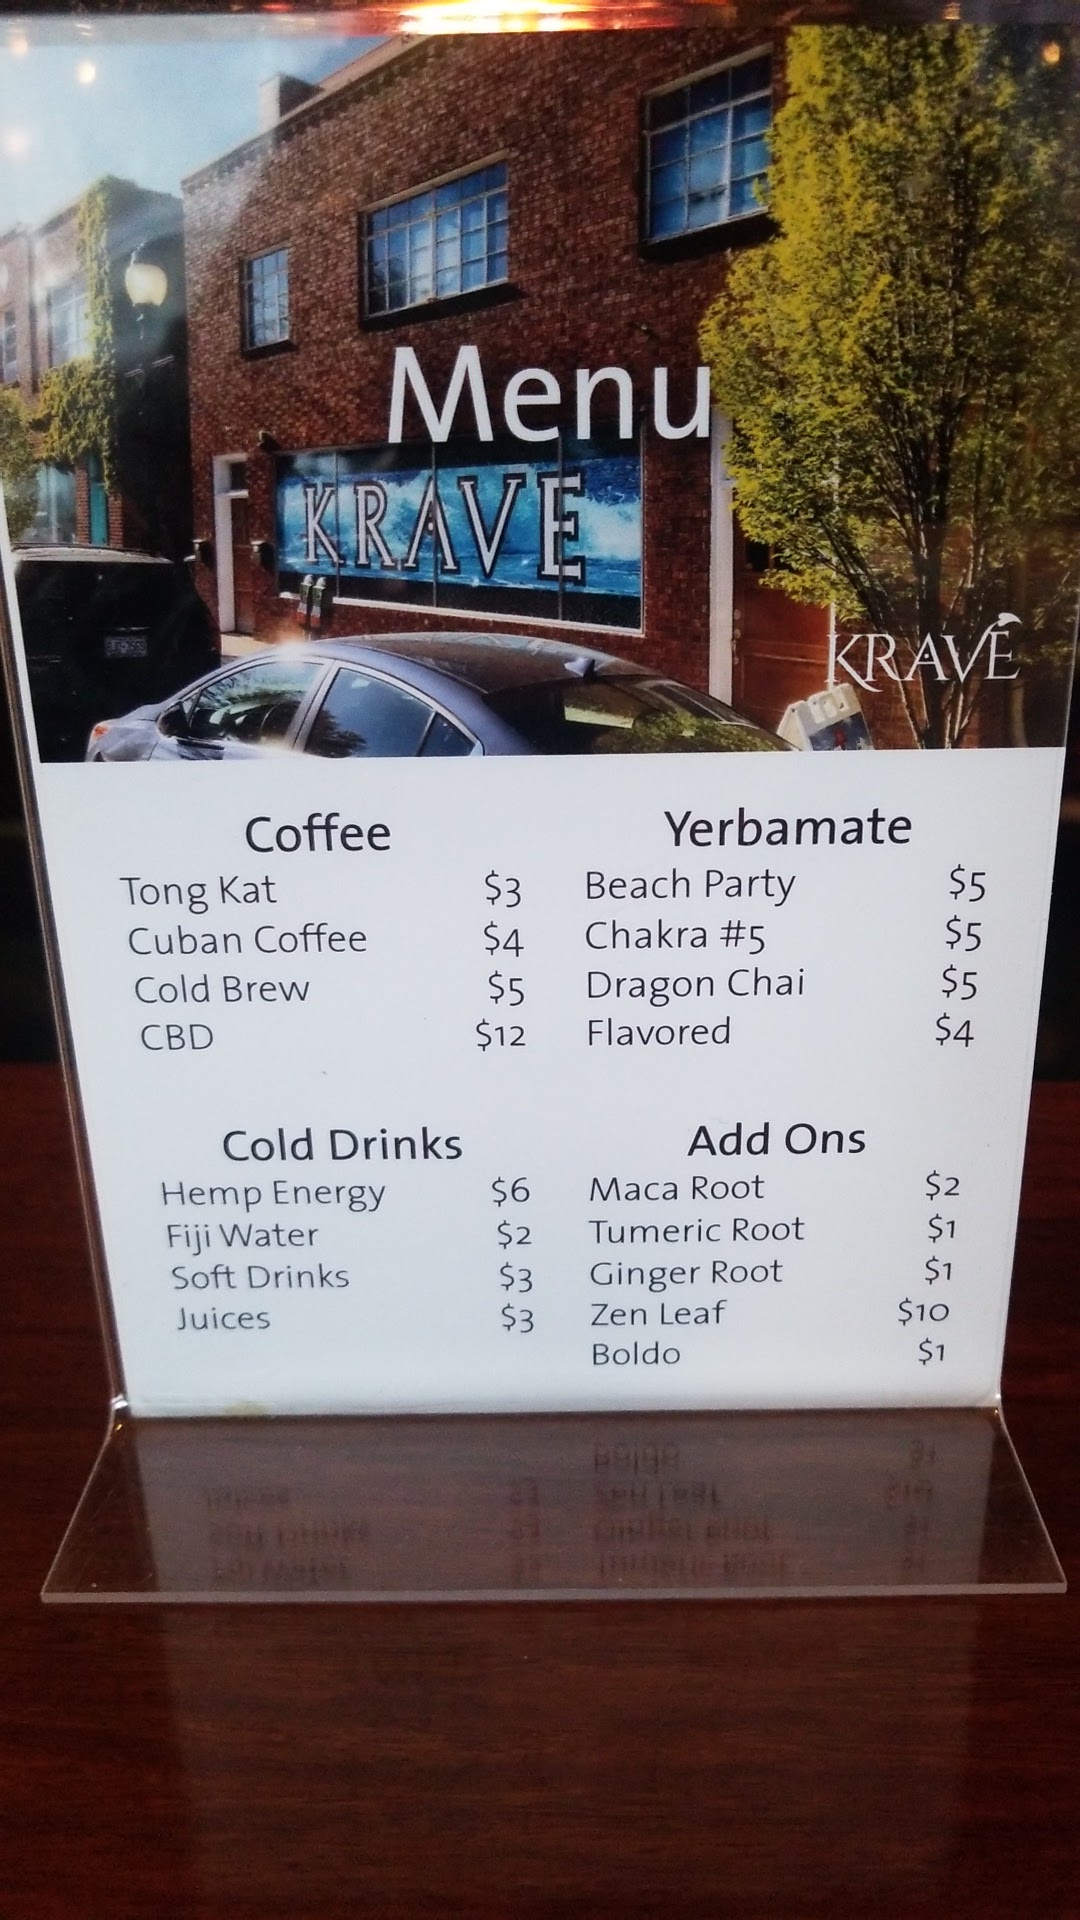 Menu
KRAVE
KRAVE
Coffee
Tong Kat $3
Cuban Coffee $4
Cold Brew $5
CBD $12
Yerbamate
Beach Party $5
Chakra #5 $5
Dragon Chai $5
Flavored $4
Cold Drinks
Hemp Energy $6
Fiji Water $2
Soft Drinks $3
Juices $3
Add Ons
Maca Root $2
Tumeric Root $1
Ginger Root $1
Zen Leaf $10
Boldo $1